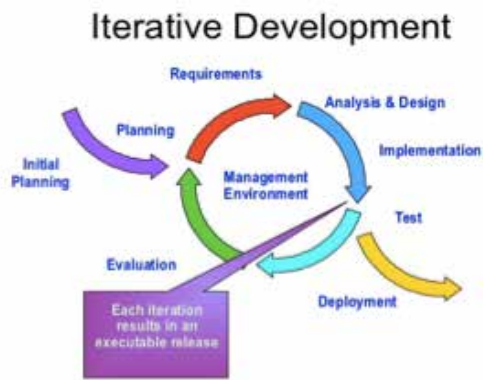 Iterative Development
Requirements
Analysis & Design
Planning
Implementation
Initial
Planning
Management
Environment
Test
Evaluation
Deployment
Each iteration
results in an
executable release